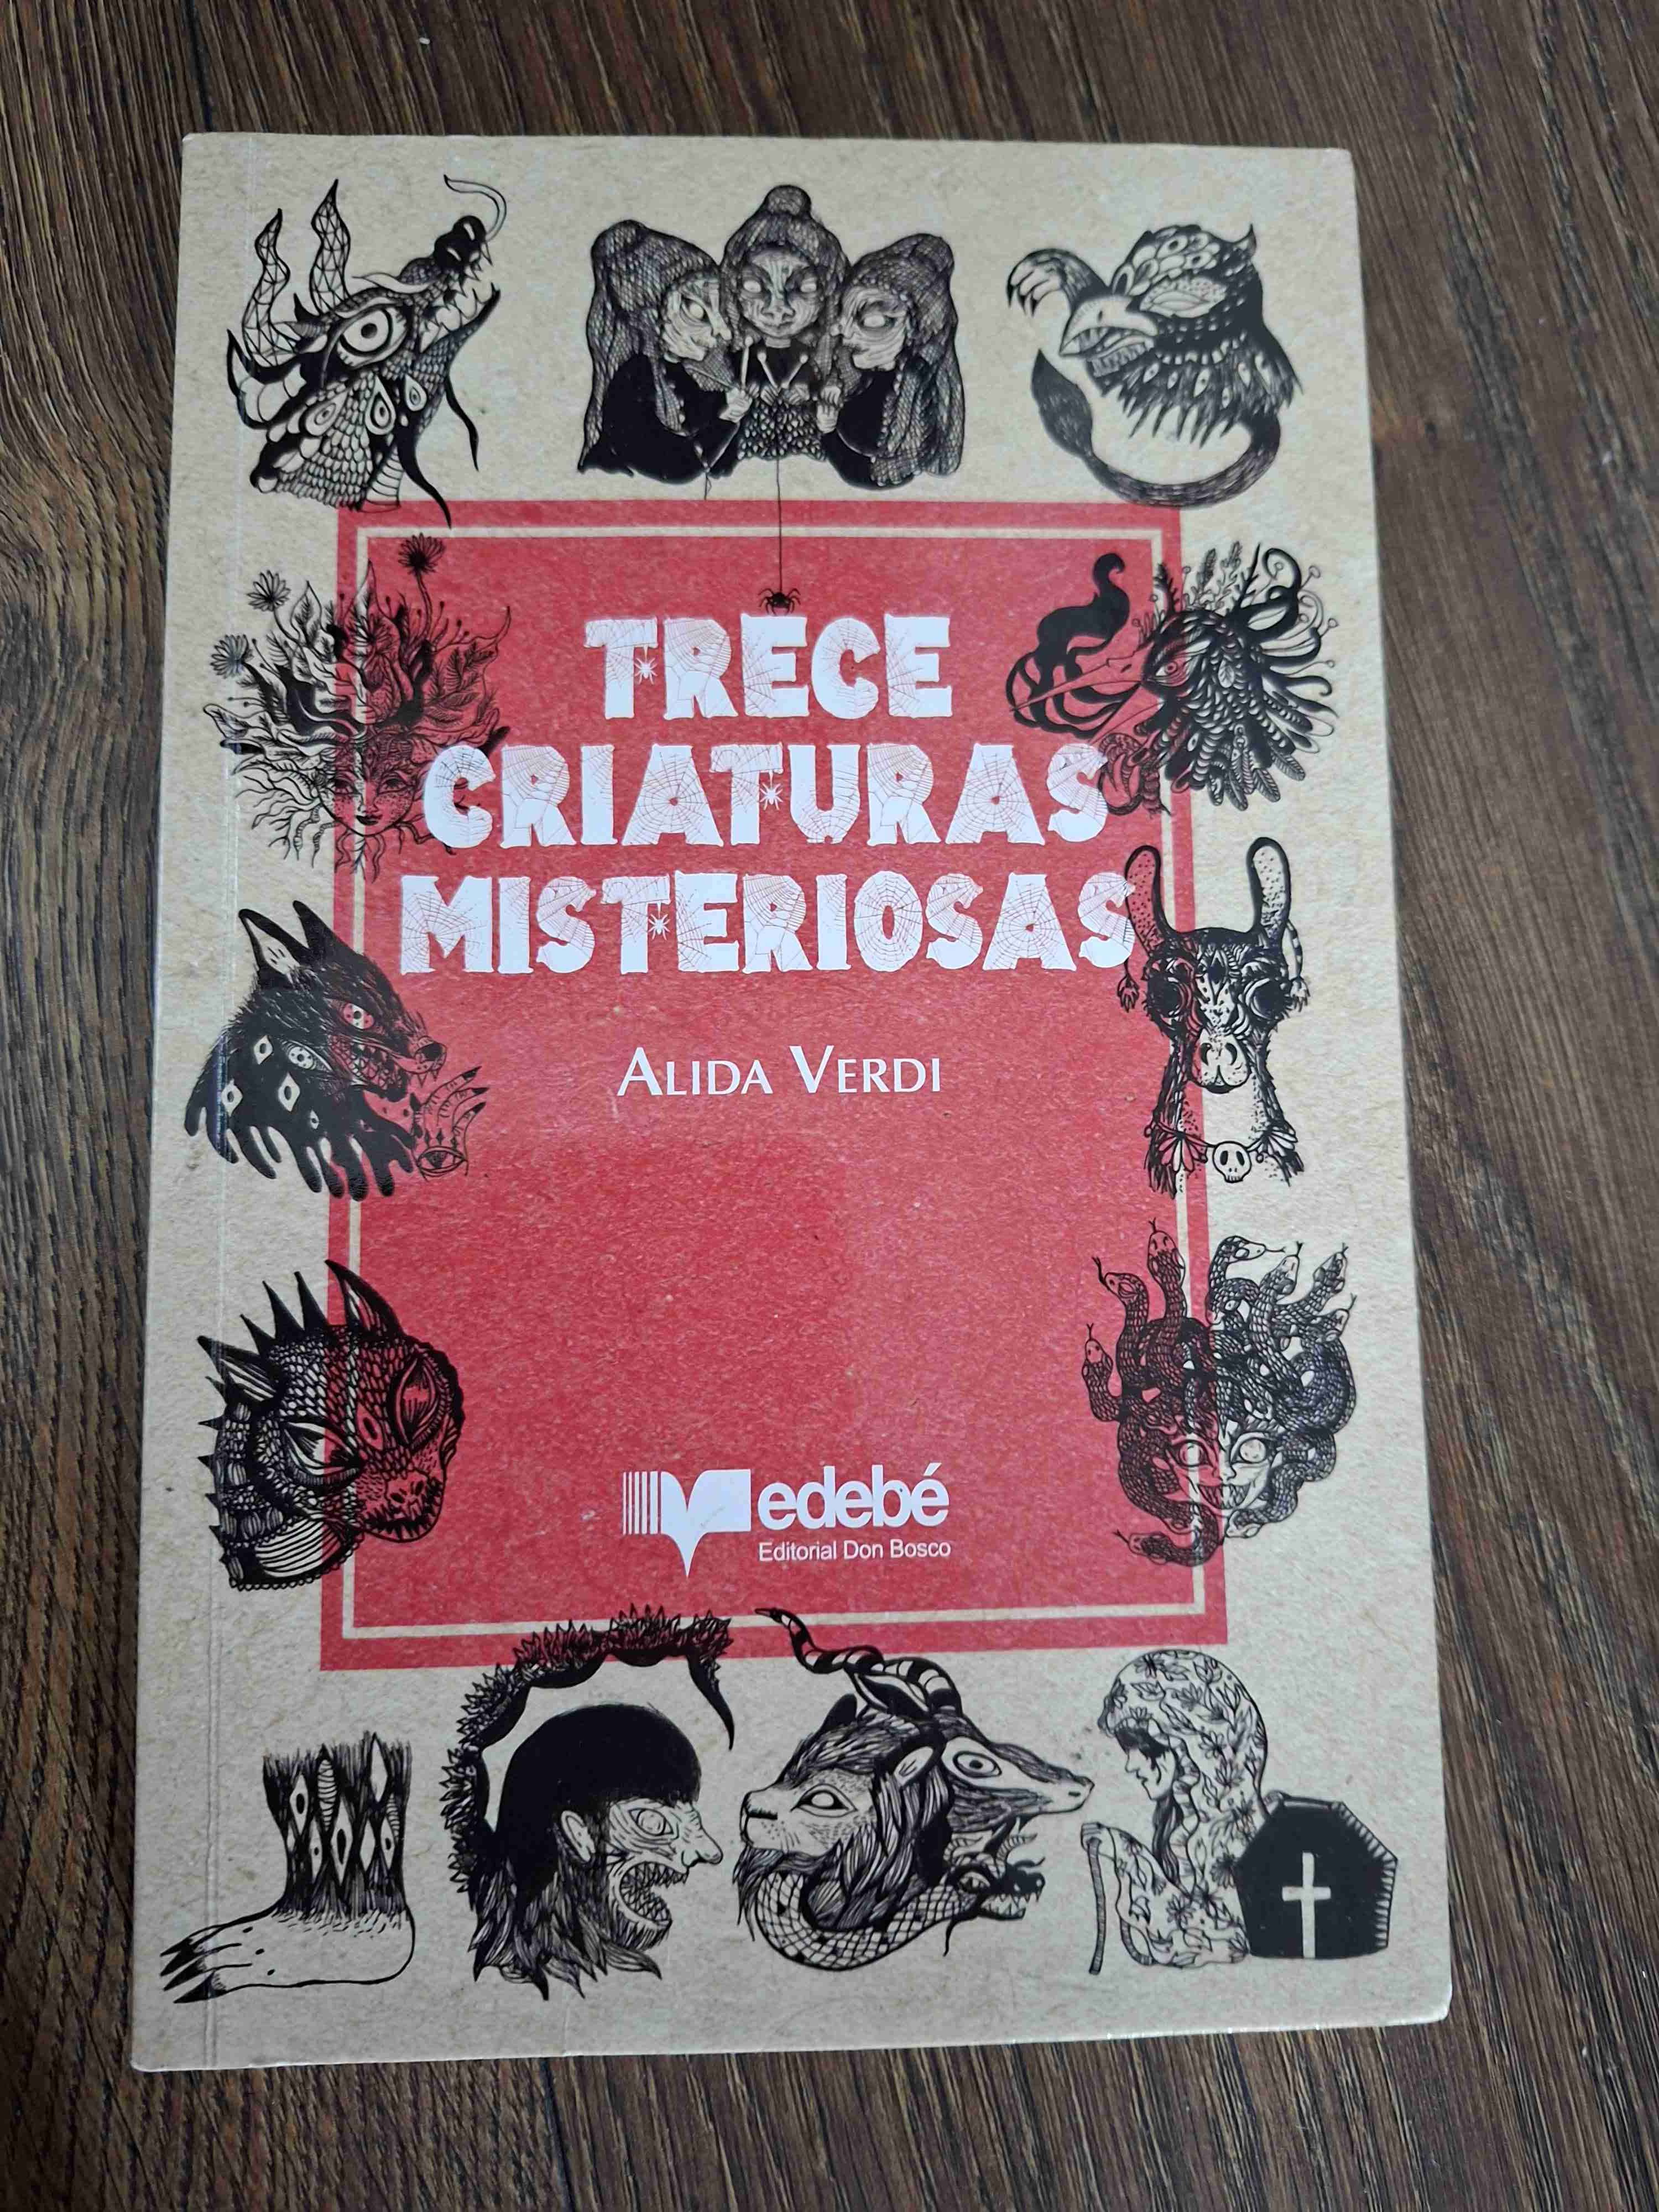 TRECE
CRIATURAS
MISTERIOSAS
ALIDA VERDI
edebé
Editorial Don Bosco